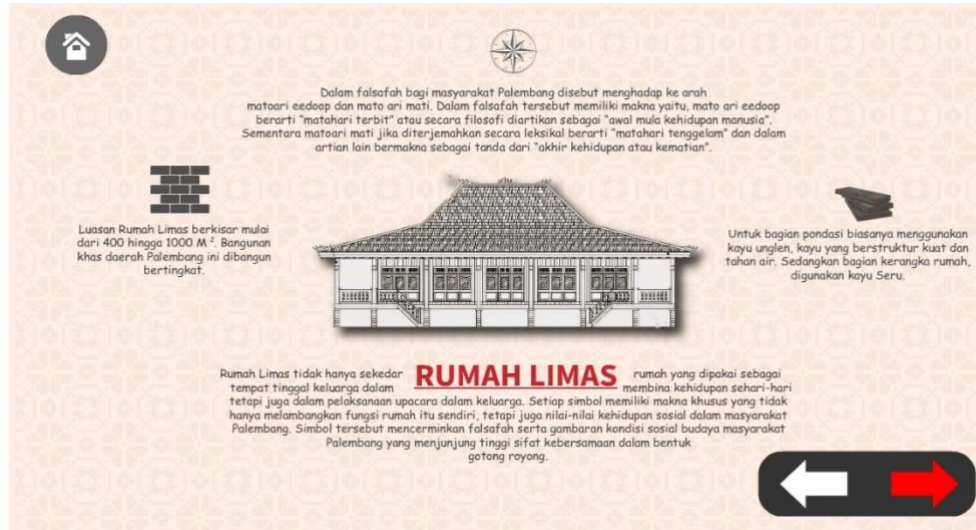 Dalam falsafah bagi masyarakat Palembang disebut menghadap ke arah
matoari eedoop dan mato ari mati. Dalam falsafah tersebut memiliki makna yaitu, mato ari eedoop
berarti “matahari terbit” atau secara filosofi diartikan sebagai “awal mula kehidupan manusia”.
Sementara matoari mati jika diterjemahkan secara leksikal berarti “matahari tenggelam” dan dalam
artian lain bermakna sebagai tanda dari “akhir kehidupan atau kematian”.
Luasan Rumah Limas berkisar mulai
dari 400 hingga 1000 M ². Bangunan
khas daerah Palembang ini dibangun
bertingkat.
Untuk bagian pondasi biasanya menggunakan
kayu unglen, kayu yang berstruktur kuat dan
tahan air. Sedangkan bagian kerangka rumah,
digunakan kayu Seru.
Rumah Limas tidak hanya sekedar RUMAH LIMAS rumah yang dipakai sebagai
tempat tinggal keluarga dalam membina kehidupan sehari-hari
tetapi juga dalam pelaksanaan upacara dalam keluarga. Setiap simbol memiliki makna khusus yang tidak
hanya melambangkan fungsi rumah itu sendiri, tetapi juga nilai-nilai kehidupan sosial dalam masyarakat
Palembang. Simbol tersebut mencerminkan falsafah serta gambaran kondisi sosial budaya masyarakat
Palembang yang menjunjung tinggi sifat kebersamaan dalam bentuk
gotong royong.